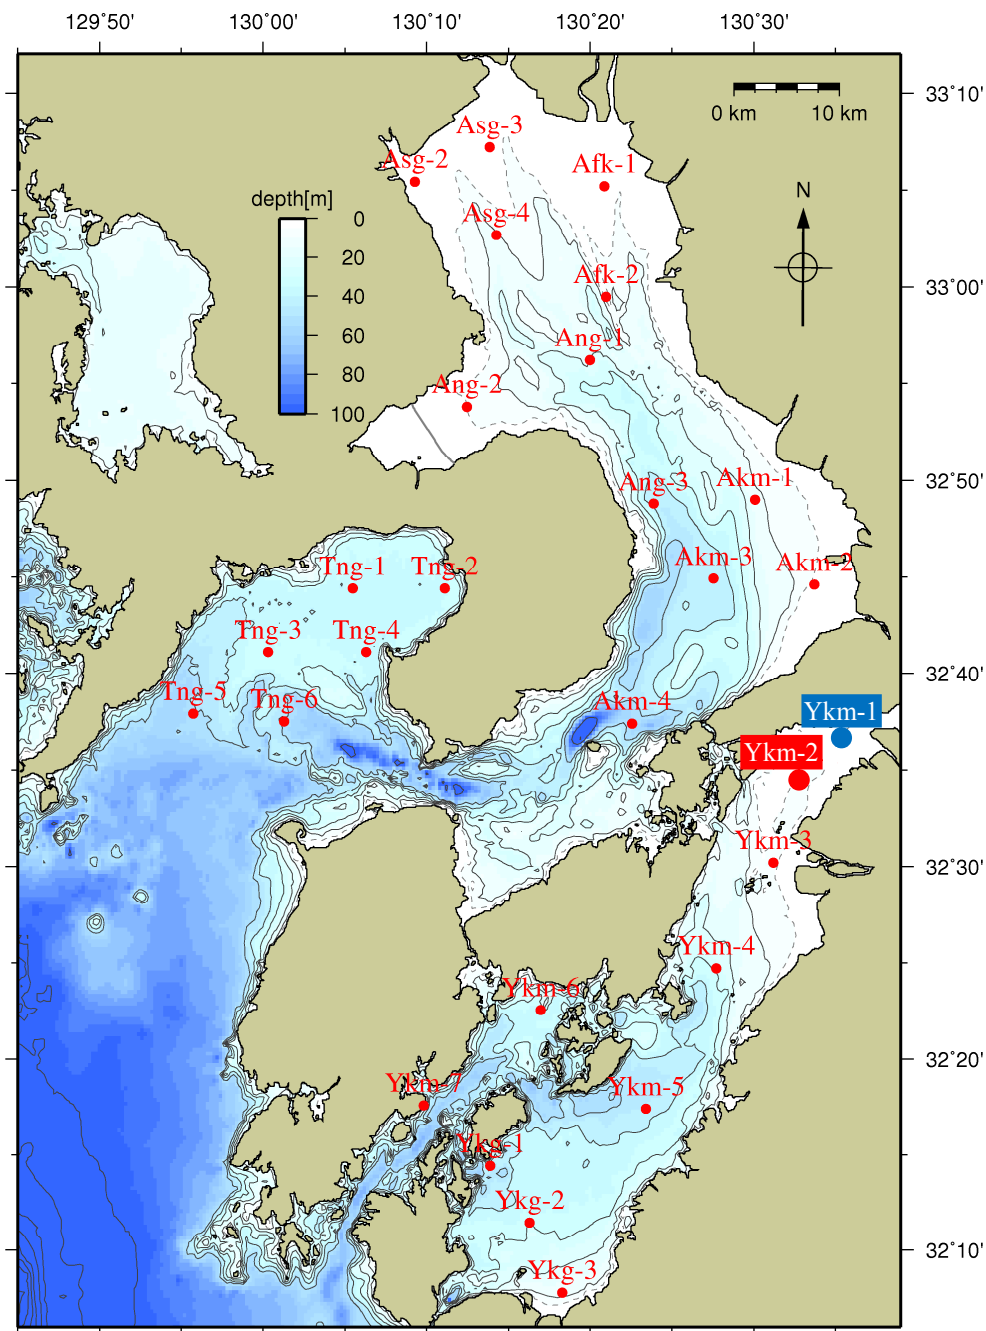 129°50' 130°00' 130°10' 130°20' 130°30'
33°10'
0 km 10 km
Asg-3
Asg-2
Afk-1
depth[m]
0
20
40
60
80
100
N
Asg-4
Afk-2
33°00'
Ang-1
Ang-2
32°50'
Ang-3
Akm-1
Tng-1
Tng-2
Akm-3
Akm-2
Tng-3
Tng-4
32°40'
Tng-5
Tng-6
Akm-4
Ykm-1
Ykm-2
Ykm-3
32°30'
Ykm-4
Ykm-6
32°20'
Ykm-7
Ykm-5
Ykg-1
Ykg-2
32°10'
Ykg-3